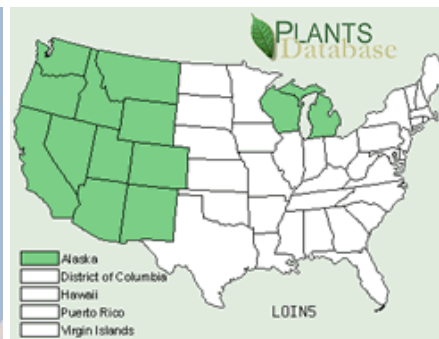 PLANTS
Database
Alaska
District of Columbia
Hawaii
Puerto Rico
Virgin Islands
LOIN5